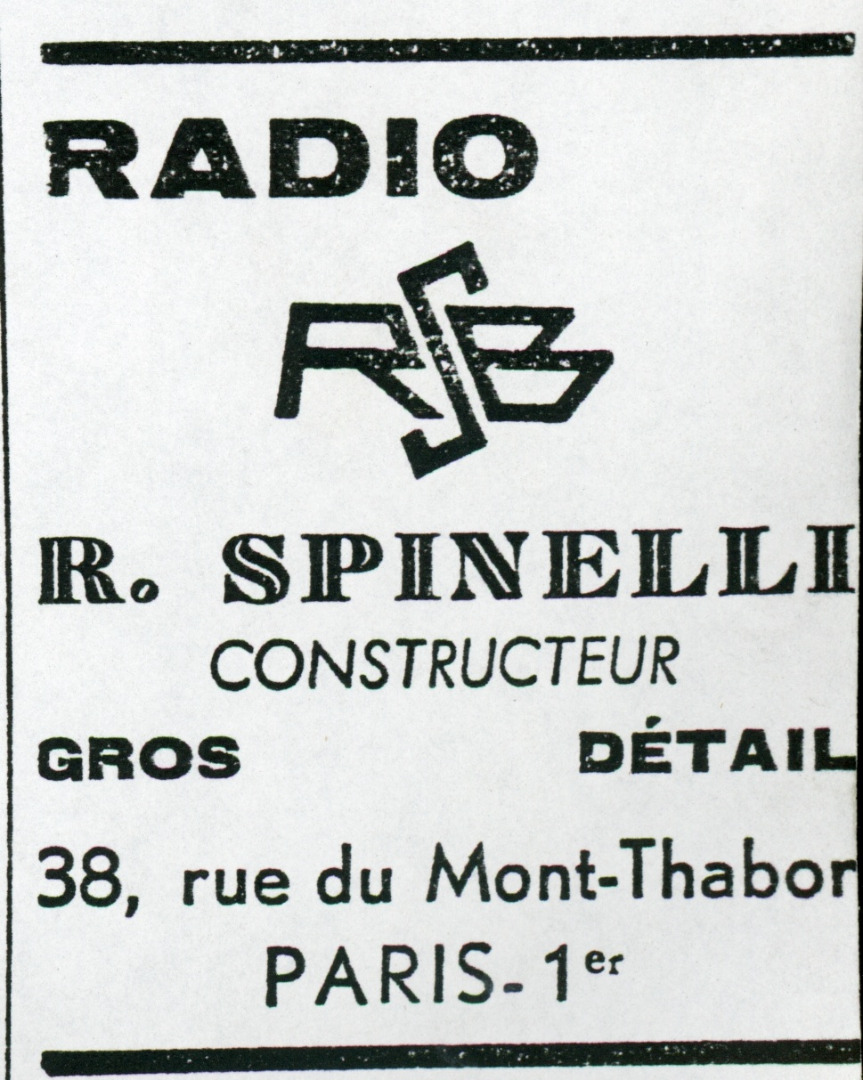 RADIO
RSB
R. SPINELLI
CONSTRUCTEUR
GROS DÉTAIL
38, rue du Mont-Thabor
PARIS-1er